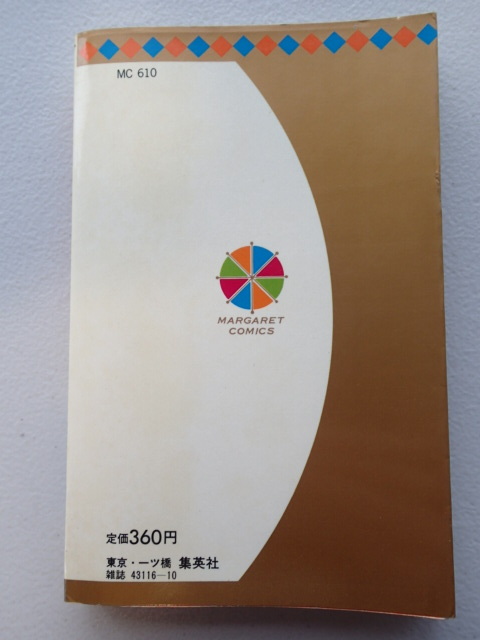 MC 610
MARGARET
COMICS
定価360円
東京・一ツ橋 集英社
雑誌 43116-10